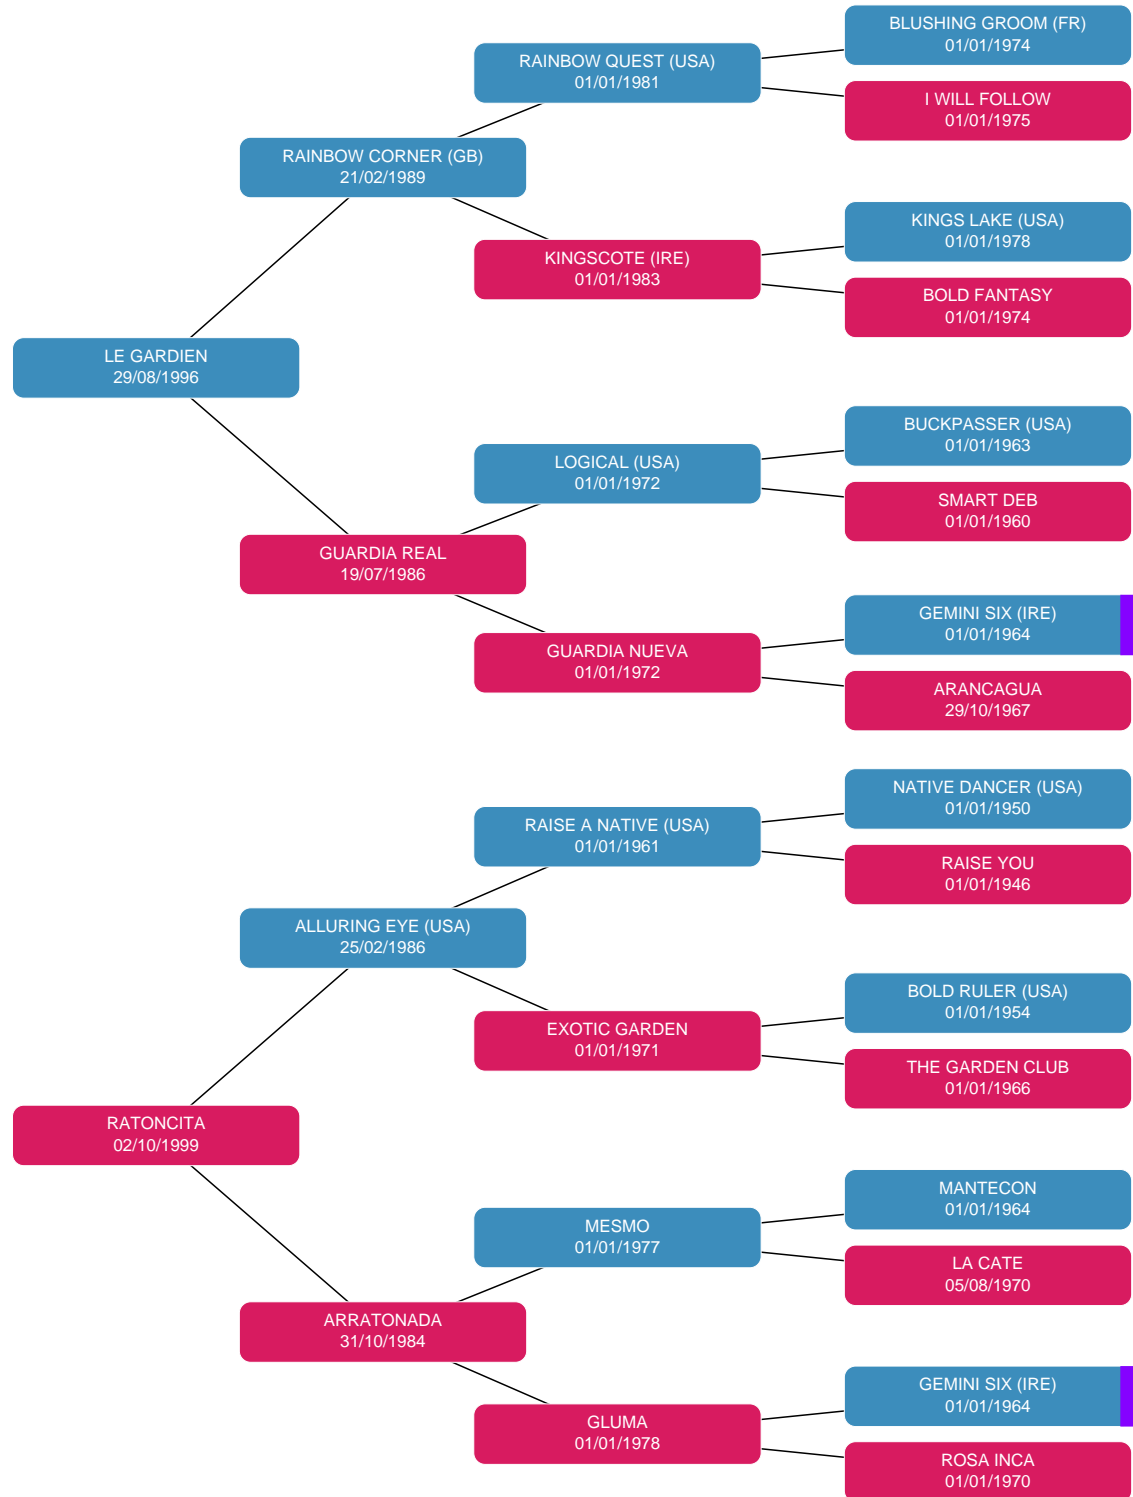 BLUSHING GROOM (FR)
01/01/1974
RAINBOW QUEST (USA)
01/01/1981
I WILL FOLLOW
01/01/1975
RAINBOW CORNER (GB)
21/02/1989
KINGS LAKE (USA)
01/01/1978
KINGSCOTE (IRE)
01/01/1983
BOLD FANTASY
01/01/1974
LE GARDIEN
29/08/1996
BUCKPASSER (USA)
01/01/1963
LOGICAL (USA)
01/01/1972
SMART DEB
01/01/1960
GUARDIA REAL
19/07/1986
GEMINI SIX (IRE)
01/01/1964
GUARDIA NUEVA
01/01/1972
ARANCAGUA
29/10/1967
NATIVE DANCER (USA)
01/01/1950
RAISE A NATIVE (USA)
01/01/1961
RAISE YOU
01/01/1946
ALLURING EYE (USA)
25/02/1986
BOLD RULER (USA)
01/01/1954
EXOTIC GARDEN
01/01/1971
THE GARDEN CLUB
01/01/1966
RATONCITA
02/10/1999
MANTECON
01/01/1964
MESMO
01/01/1977
LA CATE
05/08/1970
ARRATONADA
31/10/1984
GEMINI SIX (IRE)
01/01/1964
GLUMA
01/01/1978
ROSA INCA
01/01/1970